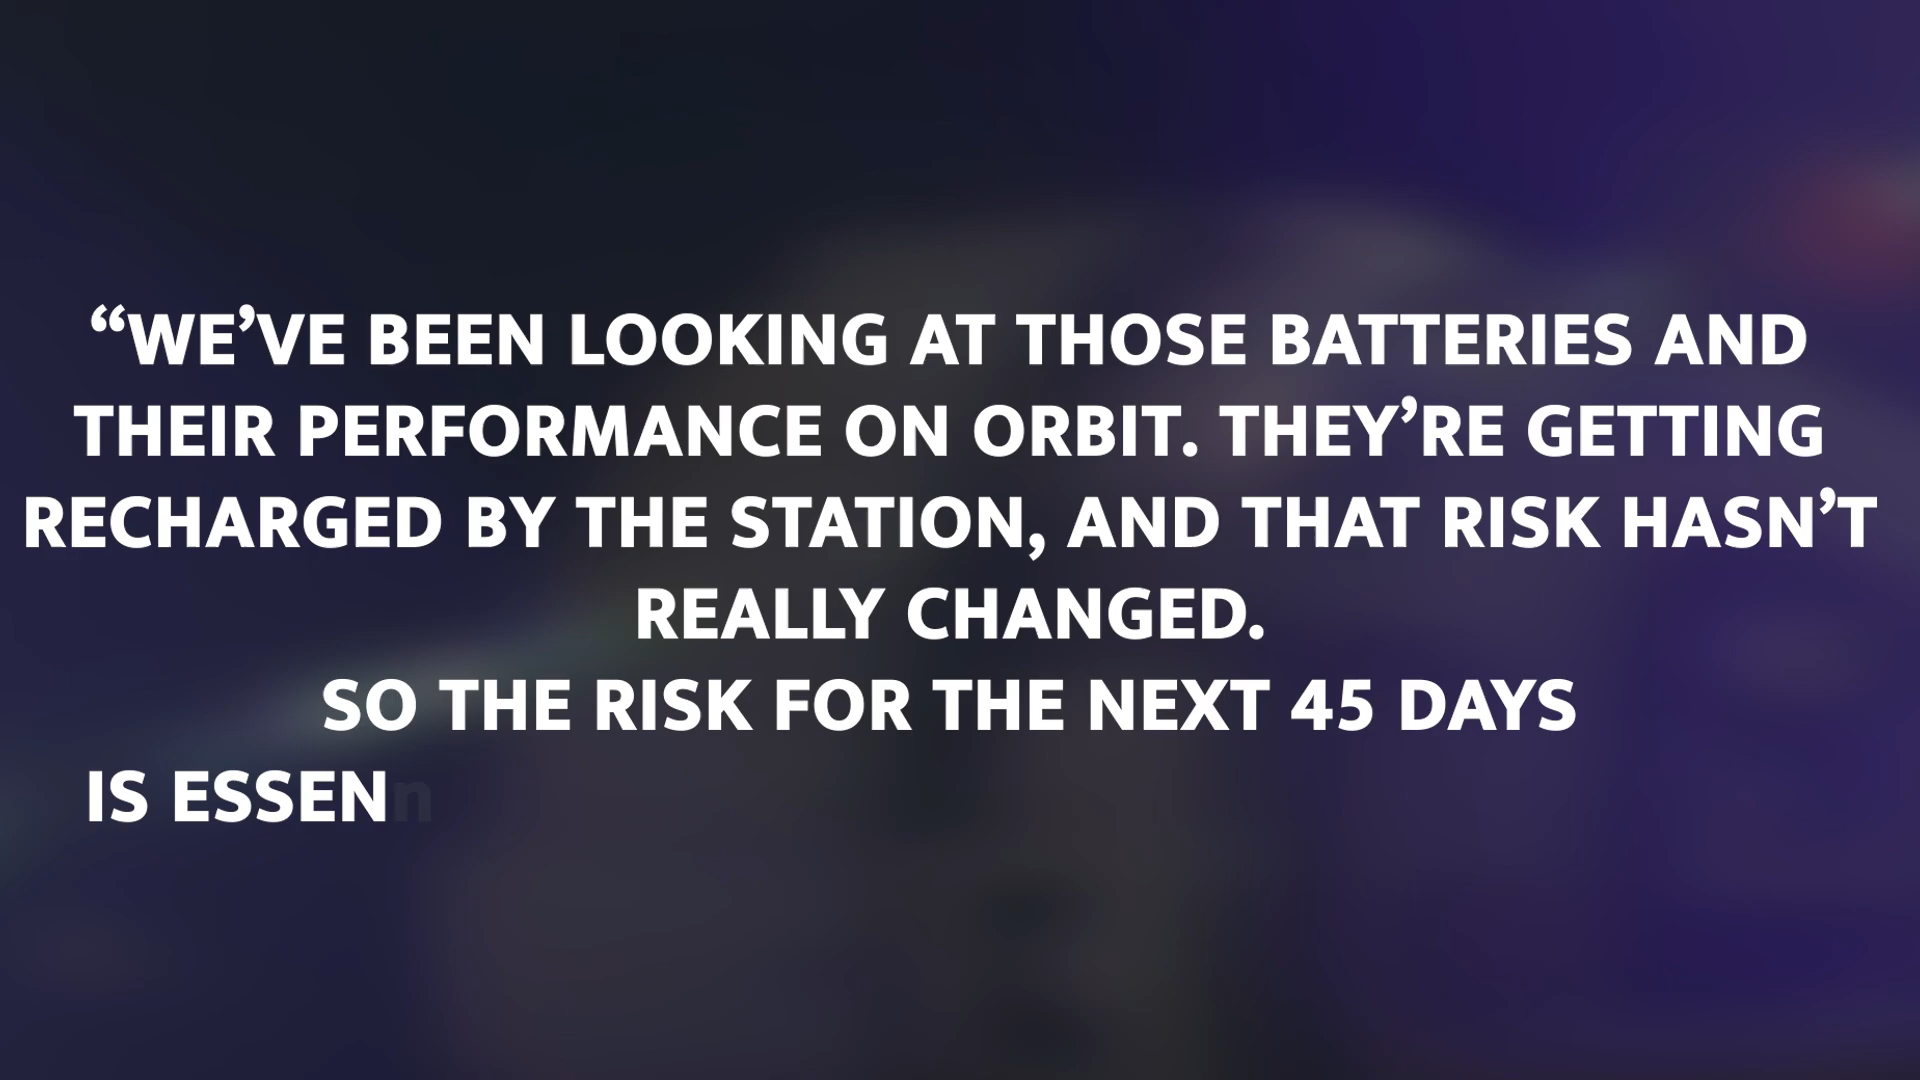 “WE’VE BEEN LOOKING AT THOSE BATTERIES AND
THEIR PERFORMANCE ON ORBIT. THEY’RE GETTING
RECHARGED BY THE STATION, AND THAT RISK HASN’T
REALLY CHANGED.
SO THE RISK FOR THE NEXT 45 DAYS
IS ESSENn